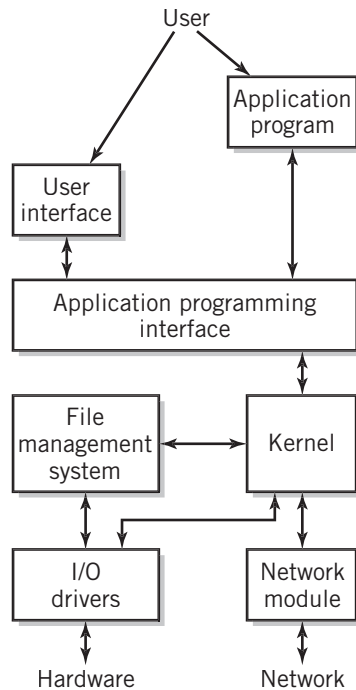 User
Application
program
User
interface
Application programming
interface
File
management
system
Kernel
I/O
drivers
Network
module
Hardware
Network